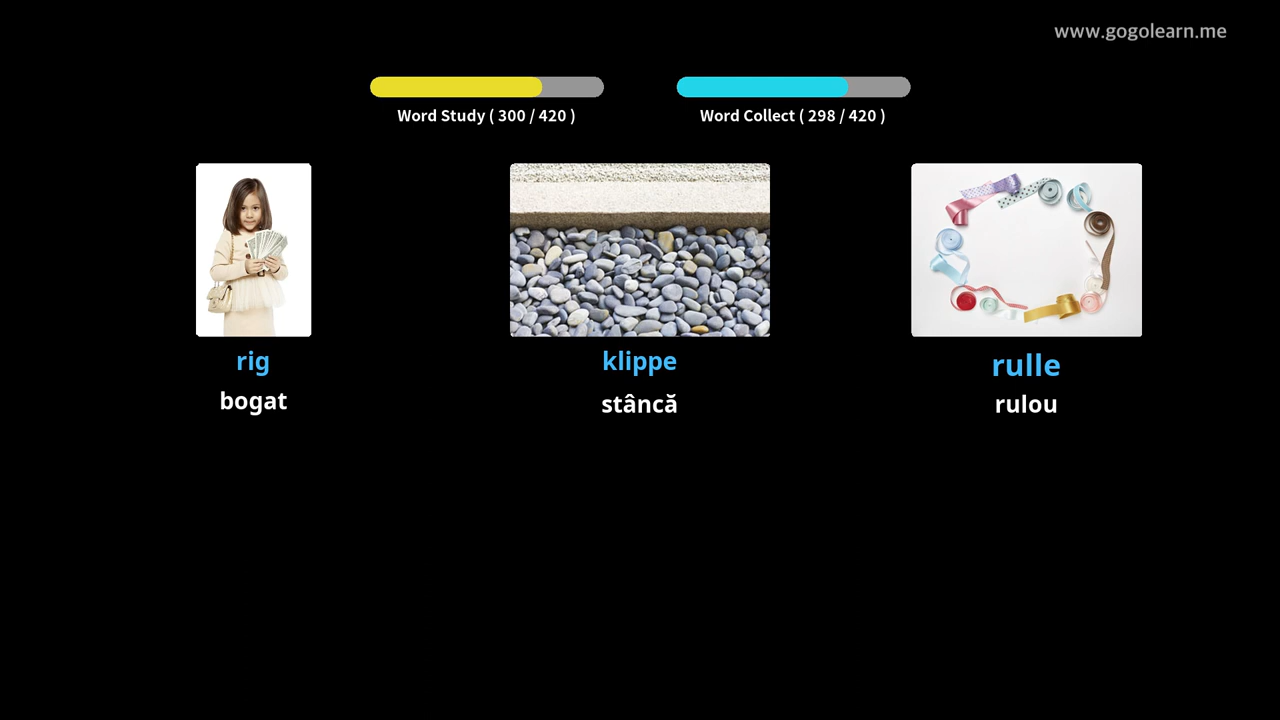 www.gogolearn.me
Word Study ( 300 / 420 )
Word Collect ( 298 / 420 )
rig
klippe
rulle
bogat
stâncă
rulou